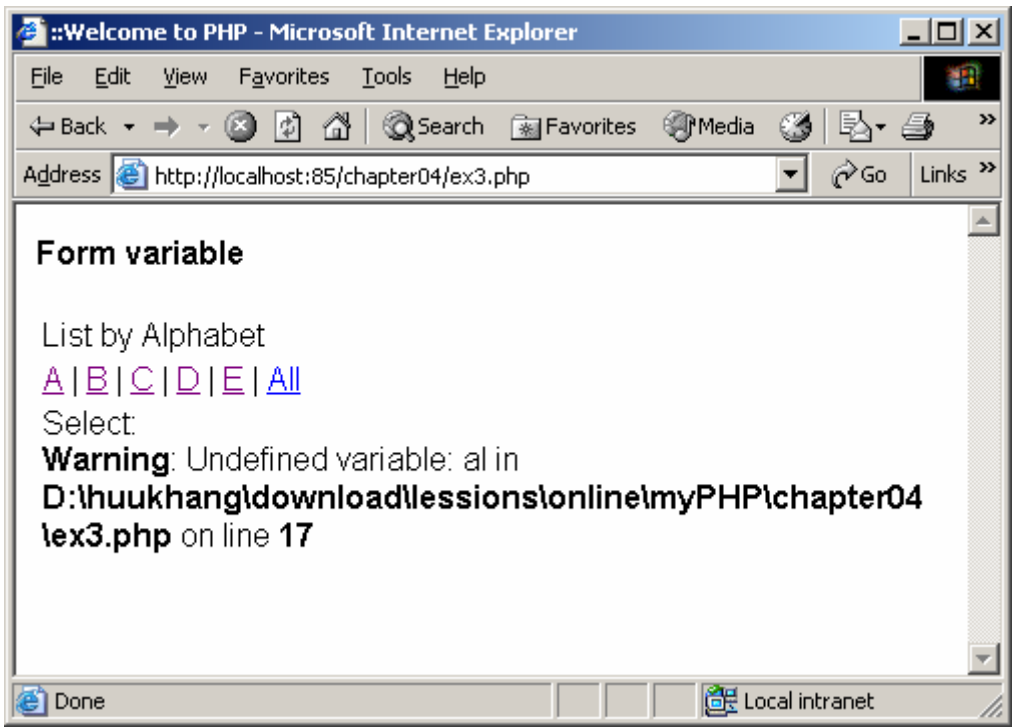 ::Welcome to PHP - Microsoft Internet Explorer
File Edit View Favorites Tools Help
Back Search Favorites Media »
Address http://localhost:85/chapter04/ex3.php Go Links »
Form variable
List by Alphabet
A | B | C | D | E | All
Select:
Warning: Undefined variable: al in
D:\huukhang\download\lessions\online\myPHP\chapter04
\ex3.php on line 17
Done Local intranet